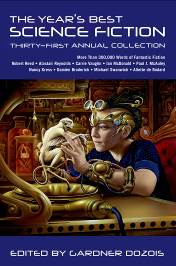 THE YEAR'S BEST
SCIENCE FICTION
THIRTY-FIRST ANNUAL COLLECTION
More Than 300,000 Words of Fantastic Fiction
Robert Reed • Alastair Reynolds • Carrie Vaughn • Ian McDonald • Paul J. McAuley
Nancy Kress • Damien Broderick • Michael Swanwick • Aliette de Bodard
EDITED BY GARDNER DOZOIS